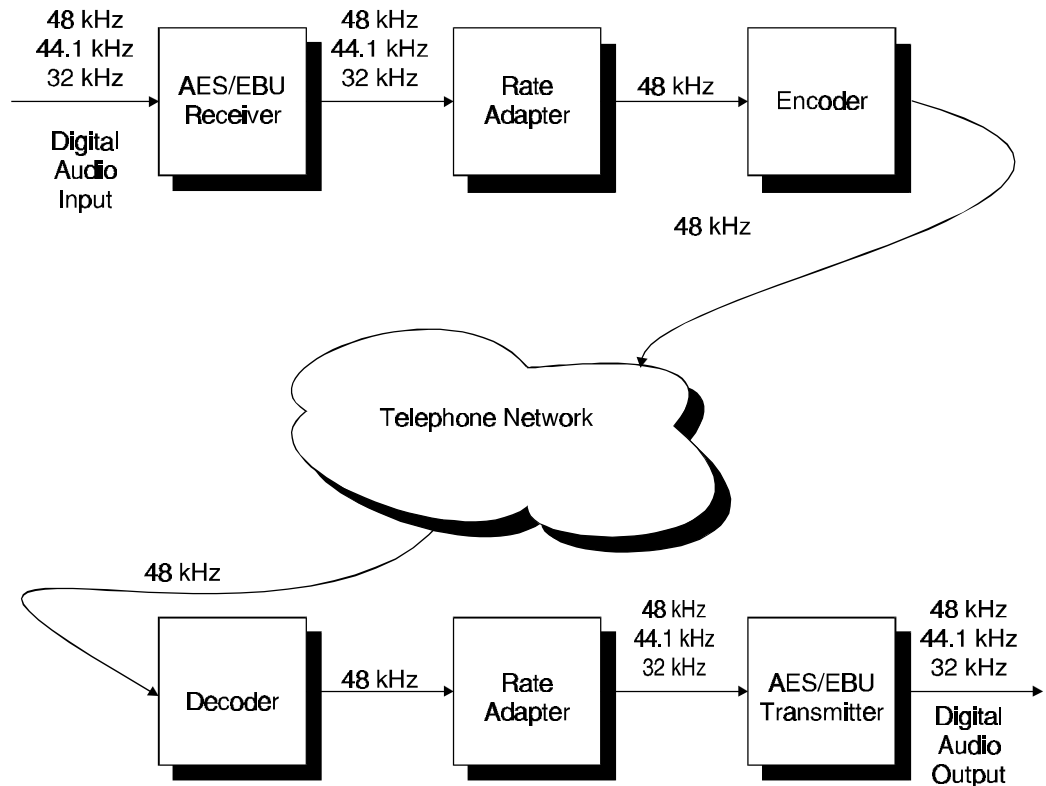 48 kHz
44.1 kHz
32 kHz
Digital
Audio
Input
AES/EBU
Receiver
48 kHz
44.1 kHz
32 kHz
Rate
Adapter
48 kHz
Encoder
48 kHz
Telephone Network
48 kHz
Decoder
48 kHz
Rate
Adapter
48 kHz
44.1 kHz
32 kHz
AES/EBU
Transmitter
48 kHz
44.1 kHz
32 kHz
Digital
Audio
Output